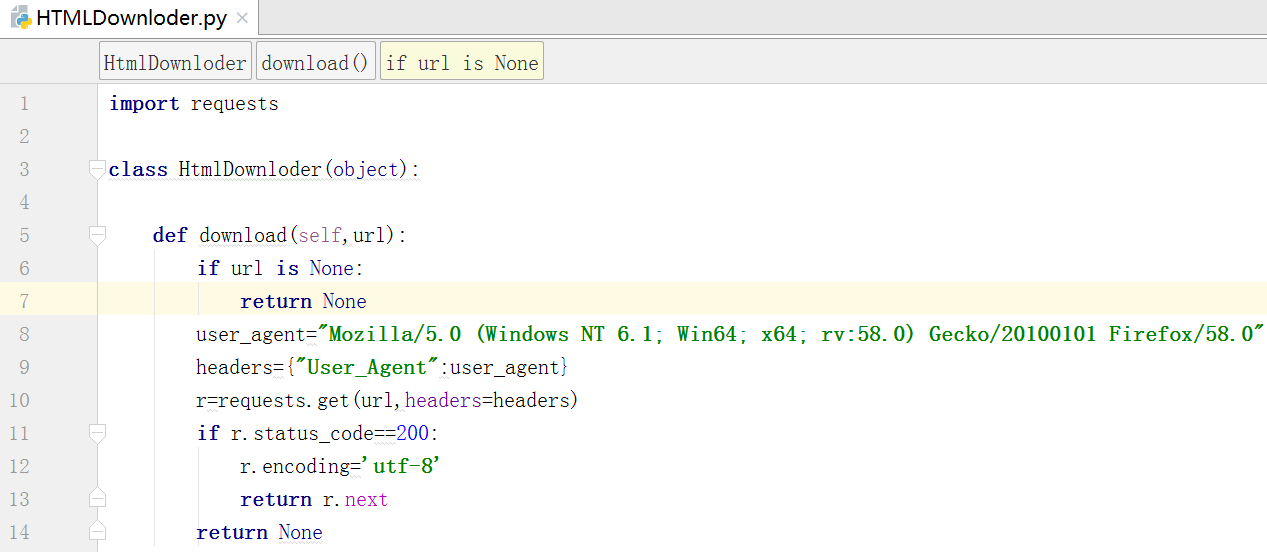 HTMLDownloder.py
HtmlDownloder download() if url is None
1 import requests
2
3 class HtmlDownloder(object):
4
5 def download(self,url):
6 if url is None:
7 return None
8 user_agent="Mozilla/5.0 (Windows NT 6.1; Win64; x64; rv:58.0) Gecko/20100101 Firefox/58.0"
9 headers={"User_Agent":user_agent}
10 r=requests.get(url,headers=headers)
11 if r.status_code==200:
12 r.encoding='utf-8'
13 return r.next
14 return None